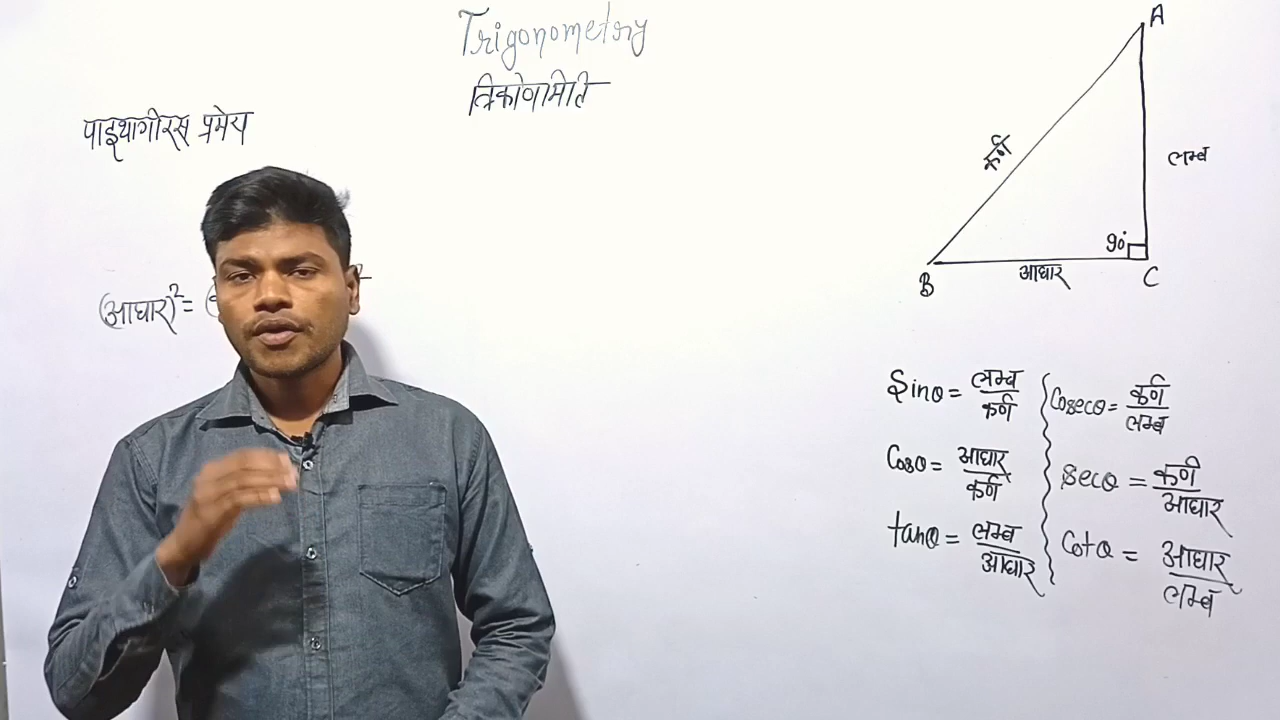 Trigonometry
त्रिकोणमिति
पाइथागोरस प्रमेय
(आधार)² = (
2
A
कर्ण
लम्ब
90°
B
आधार
C
Sinθ = लम्ब/कर्ण
Cosecθ = कर्ण/लम्ब
Cosθ = आधार/कर्ण
Secθ = कर्ण/आधार
tanθ = लम्ब/आधार
Cotθ = आधार/लम्ब